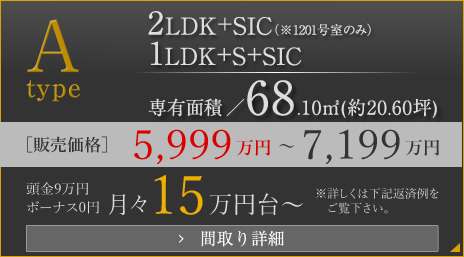 A
type
2LDK+SIC(※1201号室のみ)
1LDK+S+SIC
専有面積／68.10㎡(約20.60坪)
［販売価格］ 5,999万円～7,199万円
頭金9万円
ボーナス0円
月々15万円台～
※詳しくは下記返済例を
ご覧下さい。
› 間取り詳細